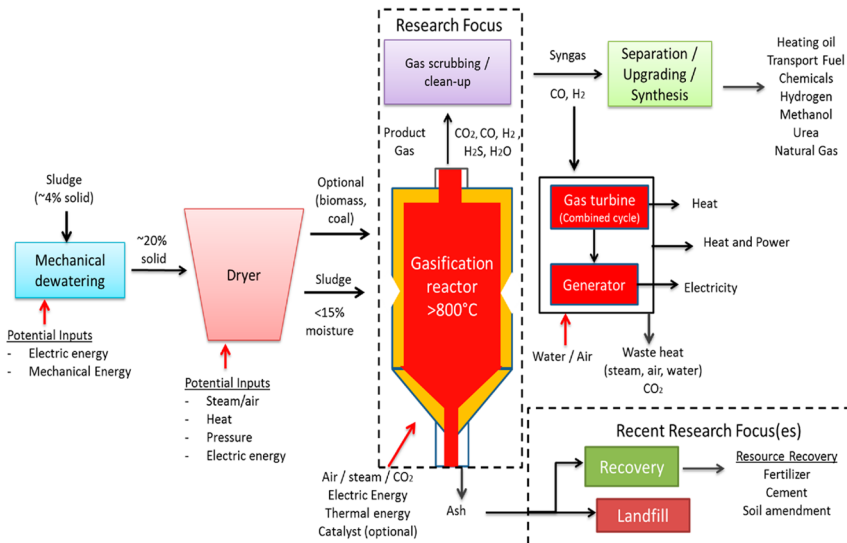 Research Focus
Gas scrubbing /
clean-up
Syngas
CO, H2
Separation /
Upgrading /
Synthesis
Heating oil
Transport Fuel
Chemicals
Hydrogen
Methanol
Urea
Natural Gas
Product
Gas
CO2, CO, H2 ,
H2S, H2O
Sludge
(~4% solid)
Mechanical
dewatering
~20%
solid
Dryer
Optional
(biomass,
coal)
Sludge
<15%
moisture
Gasification
reactor
>800°C
Gas turbine
(Combined cycle)
Generator
Heat
Heat and Power
Electricity
Potential Inputs
- Electric energy
- Mechanical Energy
Potential Inputs
- Steam/air
- Heat
- Pressure
- Electric energy
Water / Air
Waste heat
(steam, air, water)
CO2
Air / steam / CO2
Electric Energy
Thermal energy
Catalyst (optional)
Ash
Recent Research Focus(es)
Recovery
Landfill
Resource Recovery
Fertilizer
Cement
Soil amendment